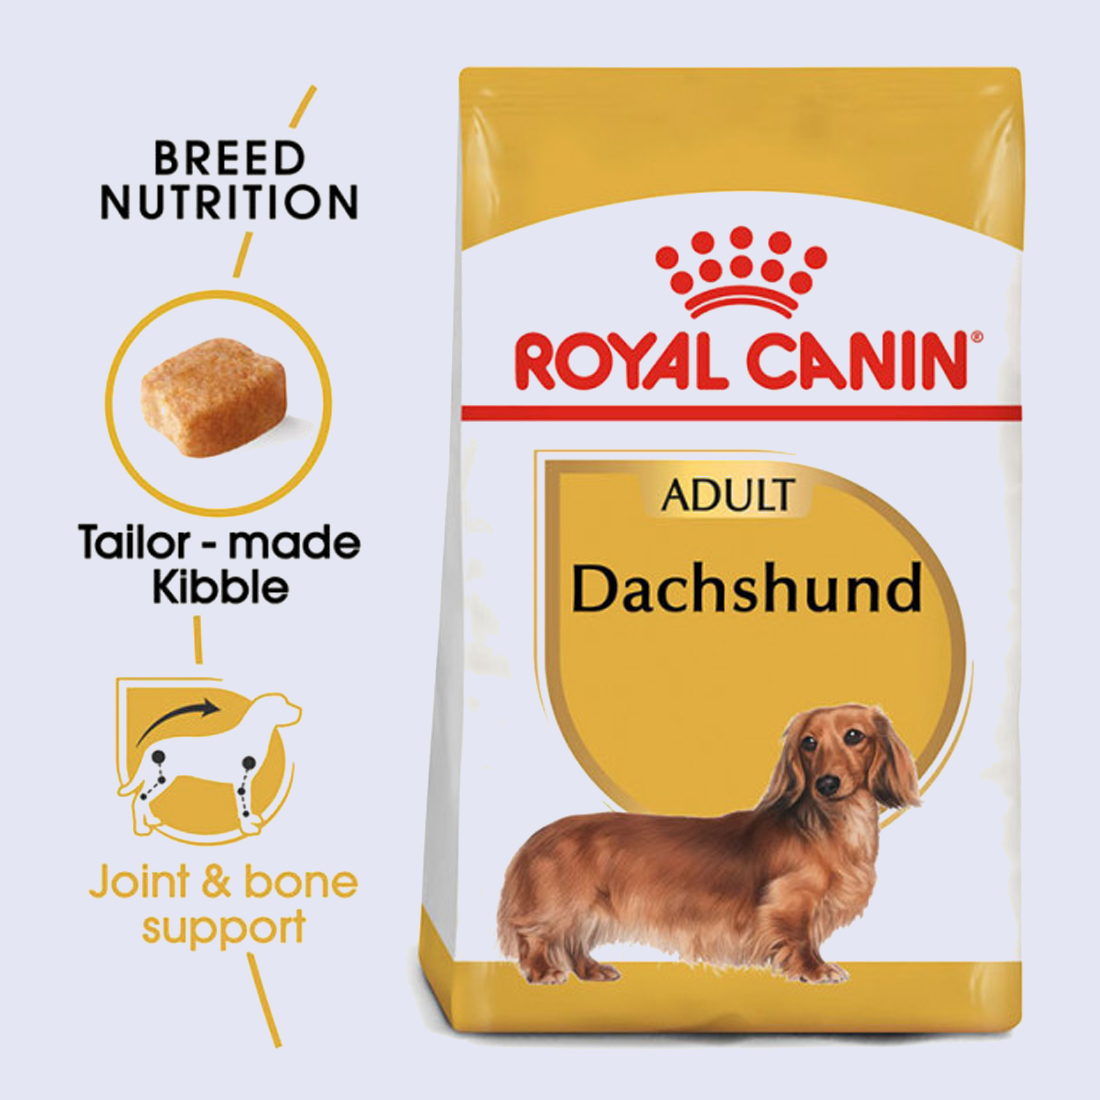 BREED
NUTRITION
Tailor - made
Kibble
Joint & bone
support
ROYAL CANIN®
ADULT
Dachshund